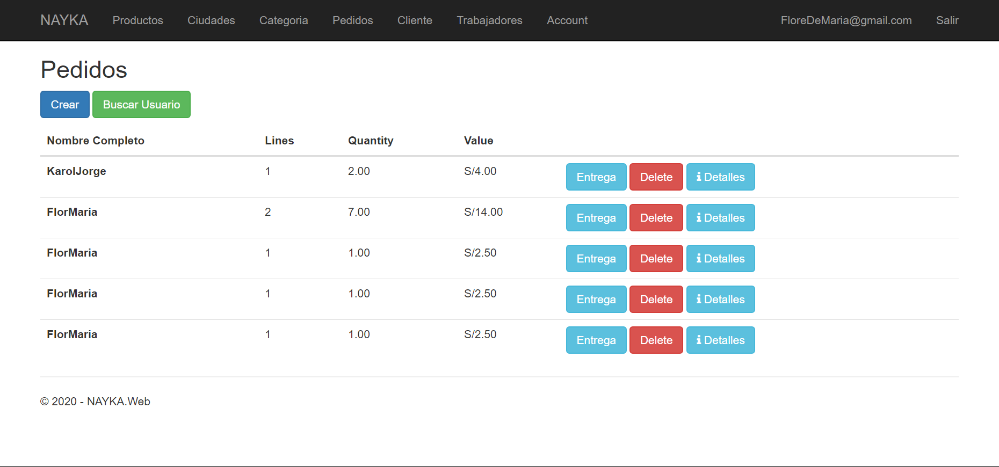 NAYKA Productos Ciudades Categoria Pedidos Cliente Trabajadores Account FloreDeMaria@gmail.com Salir
Pedidos
Crear Buscar Usuario
Nombre Completo Lines Quantity Value
KarolJorge 1 2.00 S/4.00 Entrega Delete Detalles
FlorMaria 2 7.00 S/14.00 Entrega Delete Detalles
FlorMaria 1 1.00 S/2.50 Entrega Delete Detalles
FlorMaria 1 1.00 S/2.50 Entrega Delete Detalles
FlorMaria 1 1.00 S/2.50 Entrega Delete Detalles
© 2020 - NAYKA.Web